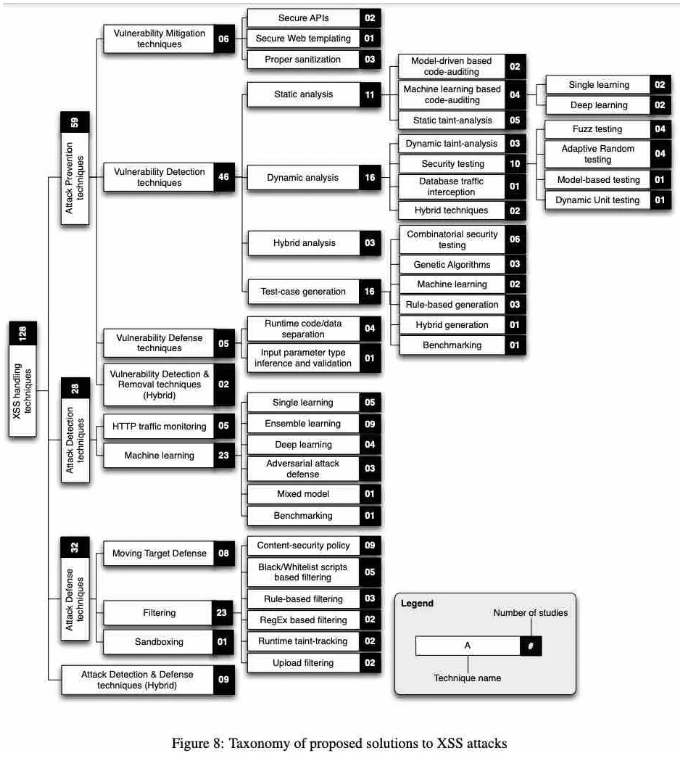 XSS handling
techniques
128
Attack Prevention
techniques
59
Vulnerability Mitigation
techniques
06
Secure APIs
02
Secure Web templating
01
Proper sanitization
03
Vulnerability Detection
techniques
46
Static analysis
11
Model-driven based
code-auditing
02
Machine learning based
code-auditing
04
Single learning
02
Deep learning
02
Static taint-analysis
05
Dynamic analysis
16
Dynamic taint-analysis
03
Security testing
10
Fuzz testing
04
Adaptive Random
testing
04
Model-based testing
01
Dynamic Unit testing
01
Database traffic
interception
01
Hybrid techniques
02
Hybrid analysis
03
Test-case generation
16
Combinatorial security
testing
06
Genetic Algorithms
03
Machine learning
02
Rule-based generation
03
Hybrid generation
01
Benchmarking
01
Vulnerability Defense
techniques
05
Runtime code/data
separation
04
Input parameter type
inference and validation
01
Vulnerability Detection &
Removal techniques
(Hybrid)
02
Attack Detection
techniques
28
HTTP traffic monitoring
05
Machine learning
23
Single learning
05
Ensemble learning
09
Deep learning
04
Adversarial attack
defense
03
Mixed model
01
Benchmarking
01
Attack Defense
techniques
32
Moving Target Defense
08
Filtering
23
Content-security policy
09
Black/Whitelist scripts
based filtering
05
Rule-based filtering
03
RegEx based filtering
02
Runtime taint-tracking
02
Upload filtering
02
Sandboxing
01
Attack Detection & Defense
techniques (Hybrid)
09
Legend
Number of studies
A
#
Technique name
Figure 8: Taxonomy of proposed solutions to XSS attacks